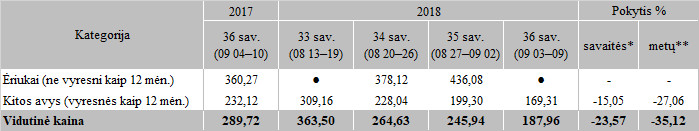 Kategorija 2017 2018 Pokytis %
36 sav. (09 04–10) 33 sav. (08 13–19) 34 sav. (08 20–26) 35 sav. (08 27–09 02) 36 sav. (09 03–09) savaitės* metų**
Ėriukai (ne vyresni kaip 12 mėn.) 360,27 ● 378,12 436,08 ● - -
Kitos avys (vyresnės kaip 12 mėn.) 232,12 309,16 228,04 199,30 169,31 -15,05 -27,06
Vidutinė kaina 289,72 363,50 264,63 245,94 187,96 -23,57 -35,12